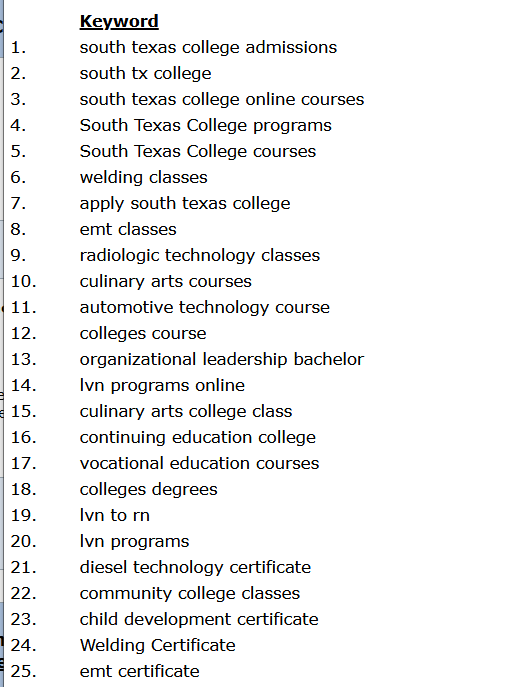 Keyword
1. south texas college admissions
2. south tx college
3. south texas college online courses
4. South Texas College programs
5. South Texas College courses
6. welding classes
7. apply south texas college
8. emt classes
9. radiologic technology classes
10. culinary arts courses
11. automotive technology course
12. colleges course
13. organizational leadership bachelor
14. lvn programs online
15. culinary arts college class
16. continuing education college
17. vocational education courses
18. colleges degrees
19. lvn to rn
20. lvn programs
21. diesel technology certificate
22. community college classes
23. child development certificate
24. Welding Certificate
25. emt certificate